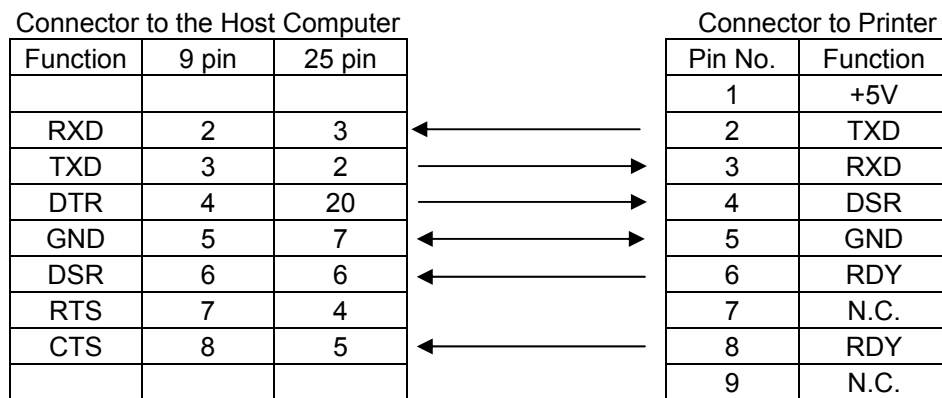 Connector to the Host Computer Connector to Printer
Function 9 pin 25 pin Pin No. Function
1 +5V
RXD 2 3 2 TXD
TXD 3 2 3 RXD
DTR 4 20 4 DSR
GND 5 7 5 GND
DSR 6 6 6 RDY
RTS 7 4 7 N.C.
CTS 8 5 8 RDY
9 N.C.